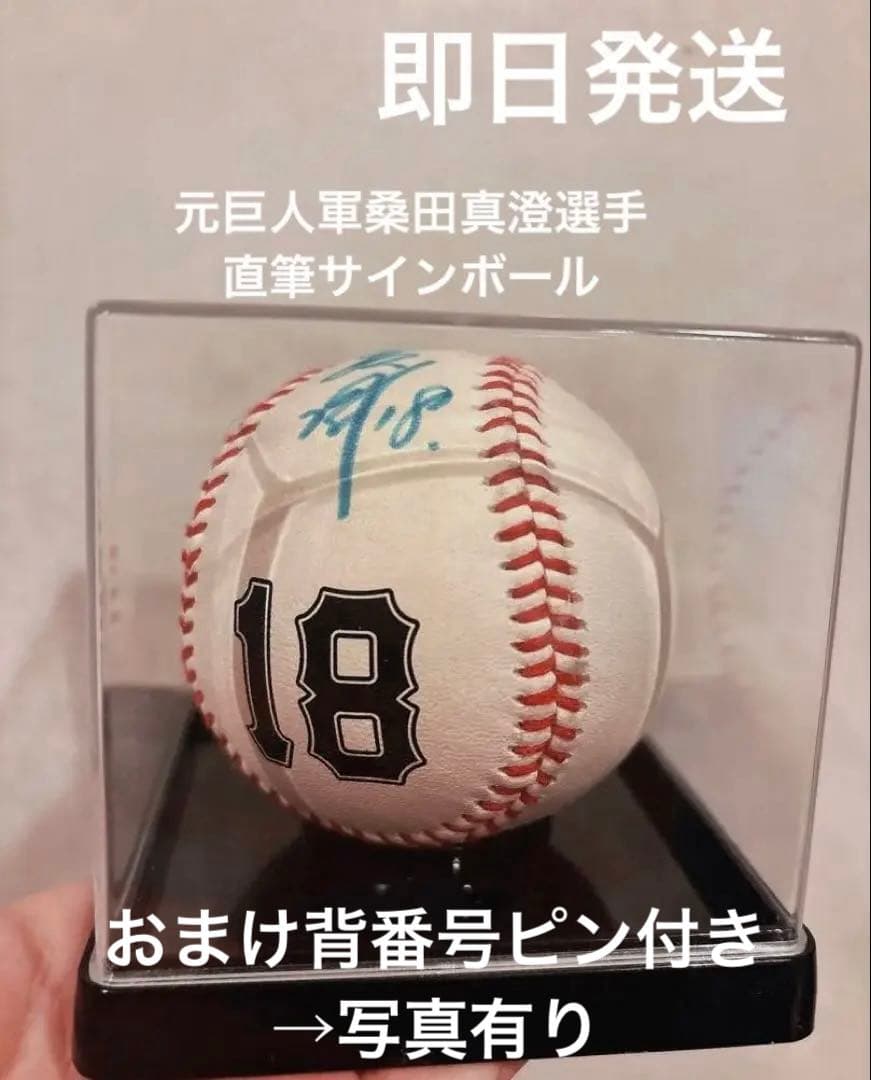 即日発送
元巨人軍桑田真澄選手
直筆サインボール
18.
18
おまけ背番号ピン付き
→写真有り